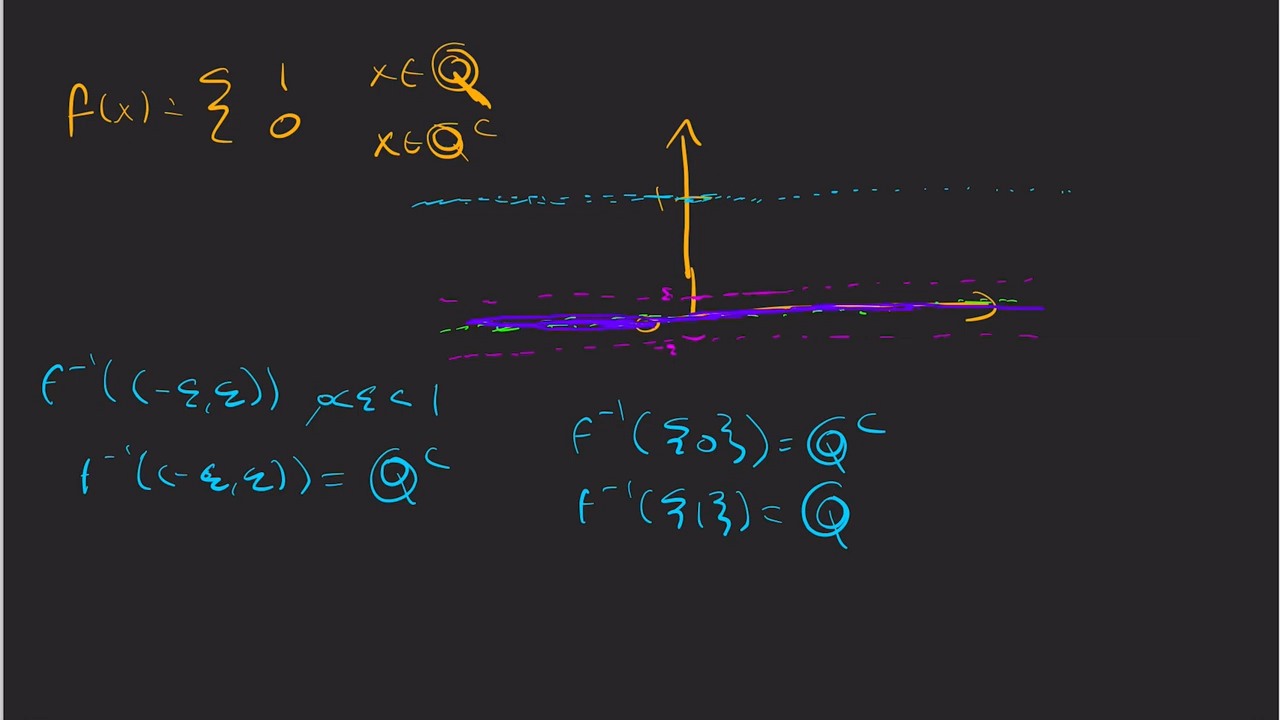 f(x) = { 1 x ∈ ℚ
0 x ∈ ℚᶜ
ε
-ε
f⁻¹((-ε,ε)) 0<ε<1
f⁻¹((-ε,ε)) = ℚᶜ
f⁻¹({0}) = ℚᶜ
f⁻¹({1}) = ℚ